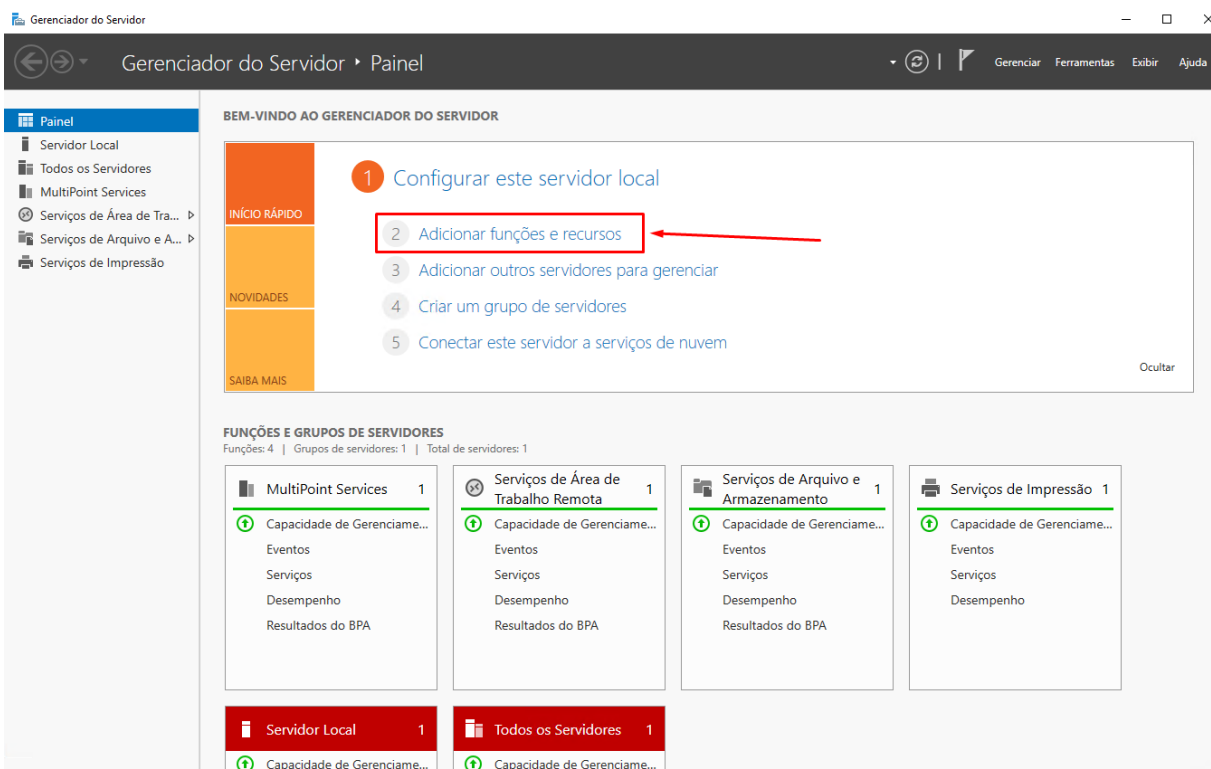 Gerenciador do Servidor
Gerenciador do Servidor ‣ Painel
Gerenciar Ferramentas Exibir Ajuda
Painel
Servidor Local
Todos os Servidores
MultiPoint Services
Serviços de Área de Tra...
Serviços de Arquivo e A...
Serviços de Impressão
BEM-VINDO AO GERENCIADOR DO SERVIDOR
INÍCIO RÁPIDO
NOVIDADES
SAIBA MAIS
1 Configurar este servidor local
2 Adicionar funções e recursos
3 Adicionar outros servidores para gerenciar
4 Criar um grupo de servidores
5 Conectar este servidor a serviços de nuvem
Ocultar
FUNÇÕES E GRUPOS DE SERVIDORES
Funções: 4 | Grupos de servidores: 1 | Total de servidores: 1
MultiPoint Services 1
Capacidade de Gerenciame...
Eventos
Serviços
Desempenho
Resultados do BPA
Serviços de Área de
Trabalho Remota 1
Capacidade de Gerenciame...
Eventos
Serviços
Desempenho
Resultados do BPA
Serviços de Arquivo e
Armazenamento 1
Capacidade de Gerenciame...
Eventos
Serviços
Desempenho
Resultados do BPA
Serviços de Impressão 1
Capacidade de Gerenciame...
Eventos
Serviços
Desempenho
Servidor Local 1
Capacidade de Gerenciame...
Todos os Servidores 1
Capacidade de Gerenciame...